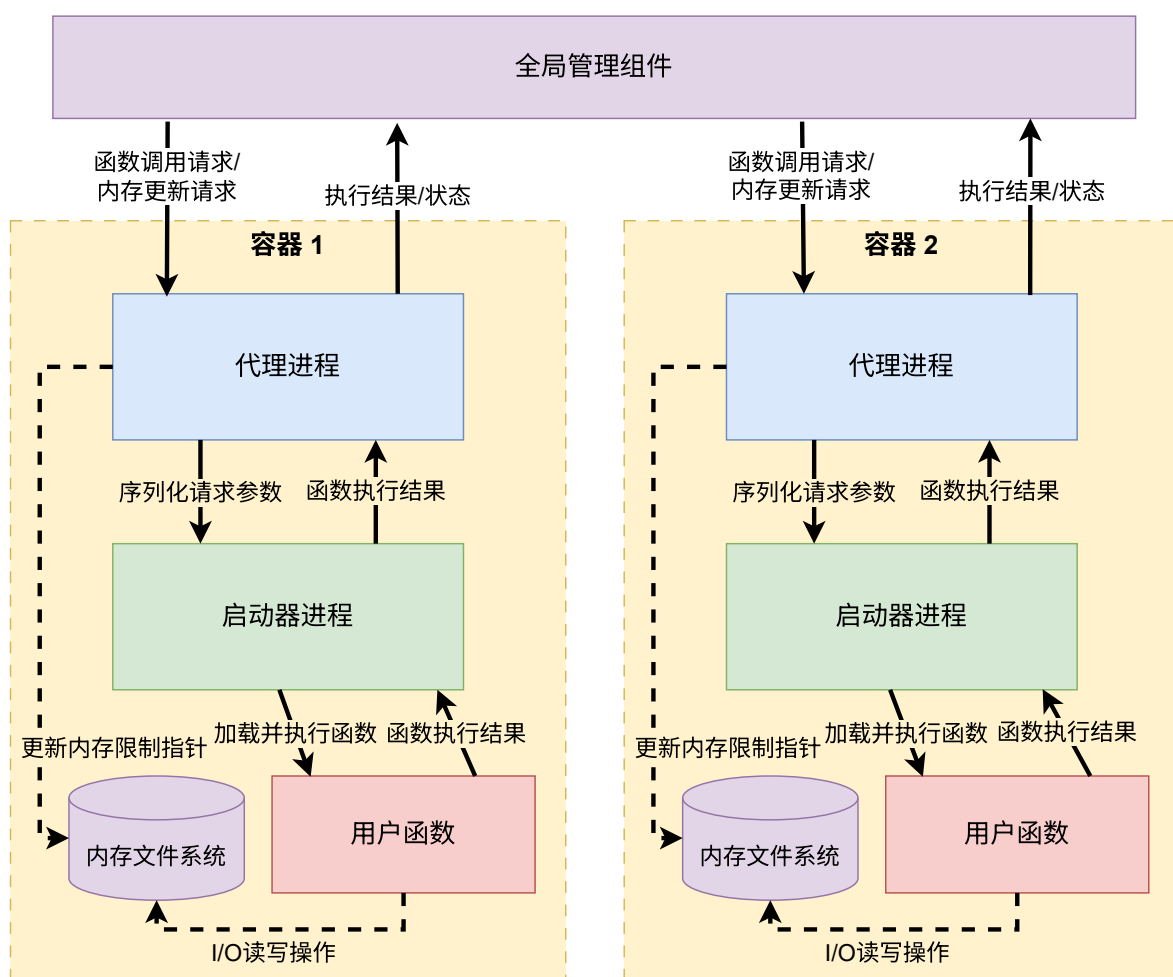 全局管理组件
函数调用请求/
内存更新请求
执行结果/状态
函数调用请求/
内存更新请求
执行结果/状态
容器 1
代理进程
序列化请求参数
函数执行结果
启动器进程
加载并执行函数
函数执行结果
更新内存限制指针
内存文件系统
用户函数
I/O读写操作
容器 2
代理进程
序列化请求参数
函数执行结果
启动器进程
加载并执行函数
函数执行结果
更新内存限制指针
内存文件系统
用户函数
I/O读写操作